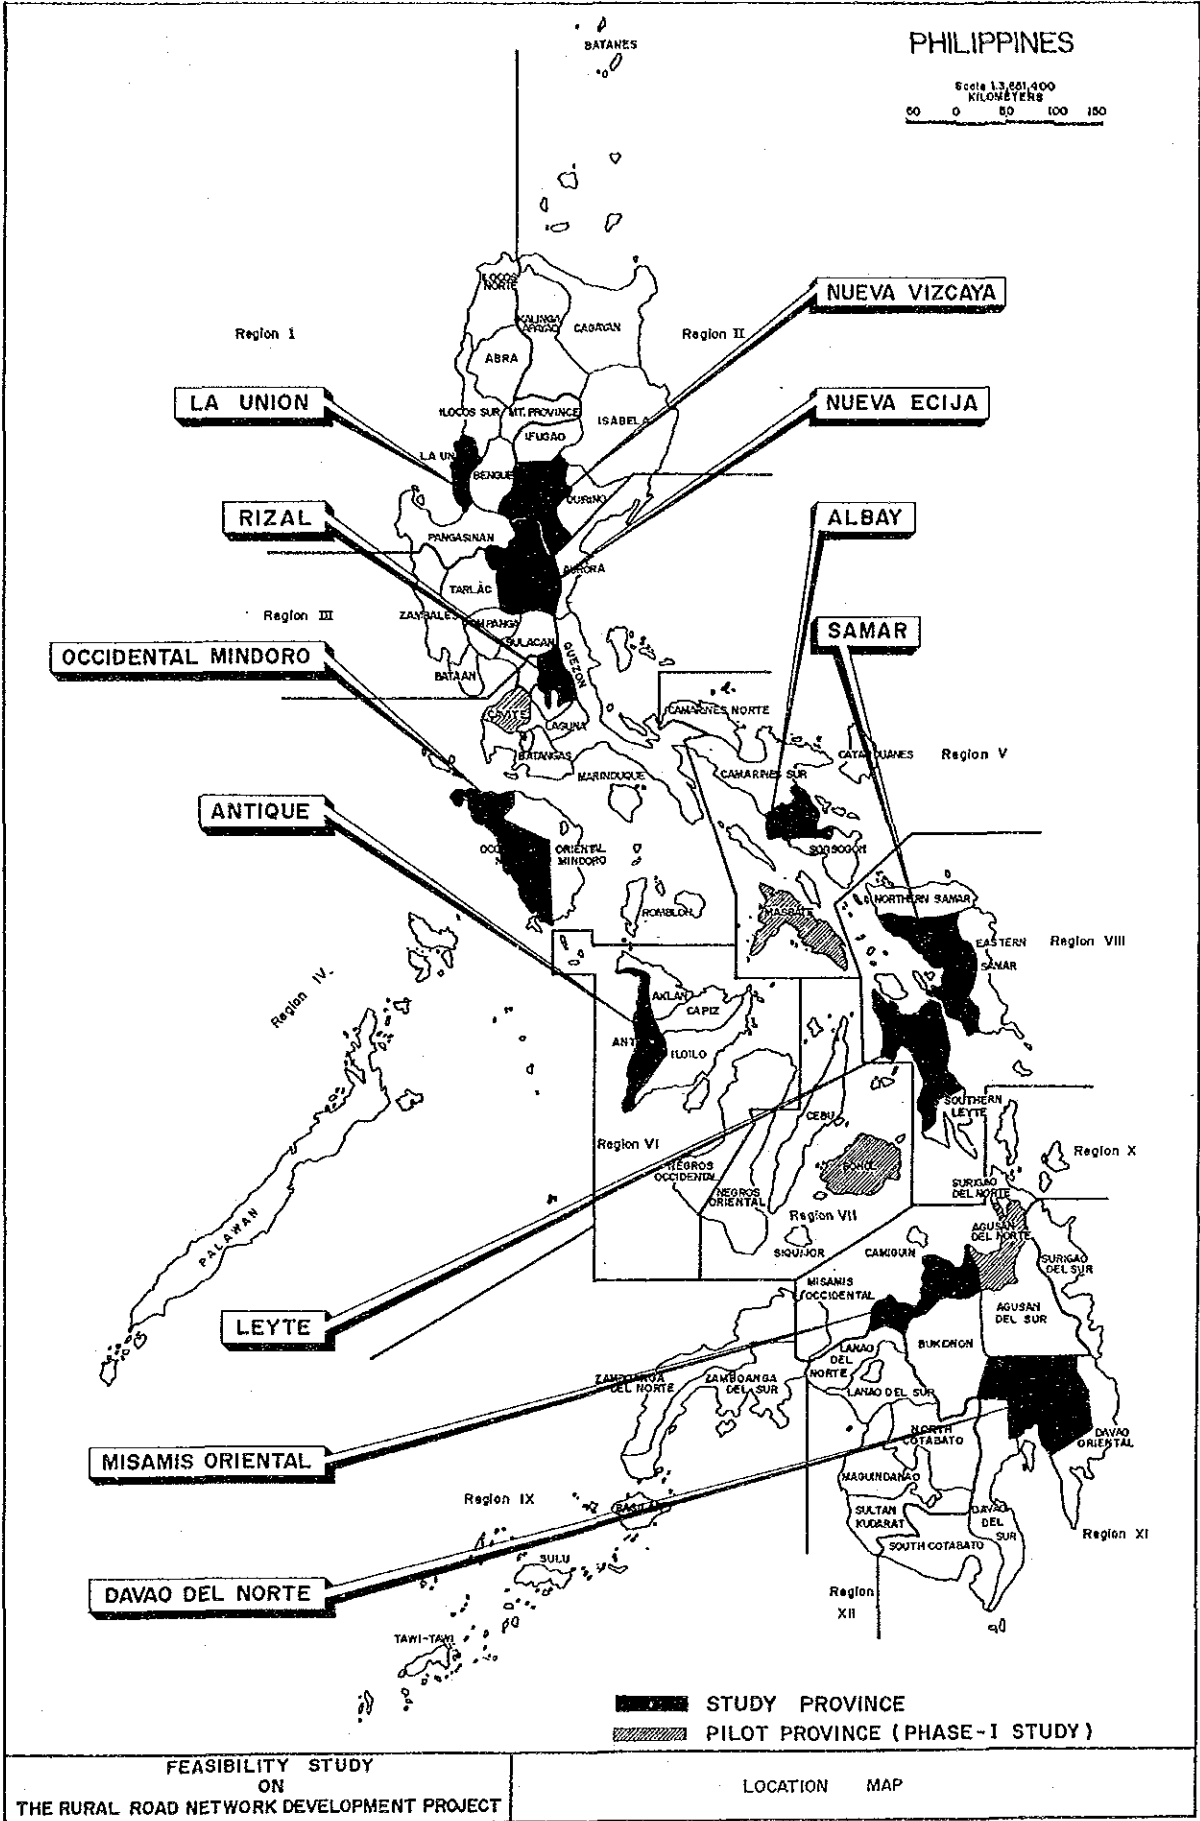 PHILIPPINES
Scale 1:3,661,400
KILOMETERS
50 0 50 100 150
BATANES
ILOCOS
NORTE
KALINGA
APAYAO
CAGAYAN
Region I
Region II
NUEVA VIZCAYA
ABRA
LA UNION
NUEVA ECIJA
ILOCOS SUR
MT. PROVINCE
ISABELA
IFUGAO
LA UN
BENGUE
QUIRINO
RIZAL
ALBAY
PANGASINAN
AURORA
TARLAC
Region III
ZAMBALES
BULACAN
QUEZON
SAMAR
OCCIDENTAL MINDORO
BATAAN
CAVITE
LAGUNA
BATANGAS
CAMARINES NORTE
CATANDUANES
Region V
MARINDUQUE
CAMARINES SUR
ANTIQUE
ORIENTAL
MINDORO
SORSOGON
ROMBLON
MASBATE
NORTHERN SAMAR
EASTERN
SAMAR
Region VIII
Region IV
AKLAN
CAPIZ
ANT
ILOILO
CEBU
SOUTHERN
LEYTE
Region VI
Region X
NEGROS
OCCIDENTAL
BOHOL
NEGROS
ORIENTAL
SURIGAO
DEL NORTE
Region VII
PALAWAN
AGUSAN
DEL NORTE
SIQUIJOR
CAMIGUIN
SURIGAO
DEL SUR
MISAMIS
OCCIDENTAL
AGUSAN
DEL SUR
LEYTE
BUKDNON
LANAO
DEL
NORTE
ZAMBOANGA
DEL NORTE
ZAMBOANGA
DEL SUR
LANAO DEL SUR
MISAMIS ORIENTAL
NORTH
COTABATO
DAVAO
ORIENTAL
MAGUINDANAO
Region IX
BASILAN
SULTAN
KUDARAT
DAVAO
DEL
SUR
Region XI
SOUTH COTABATO
SULU
DAVAO DEL NORTE
Region
XII
TAWI-TAWI
STUDY PROVINCE
PILOT PROVINCE (PHASE-I STUDY)
FEASIBILITY STUDY
ON
THE RURAL ROAD NETWORK DEVELOPMENT PROJECT
LOCATION MAP